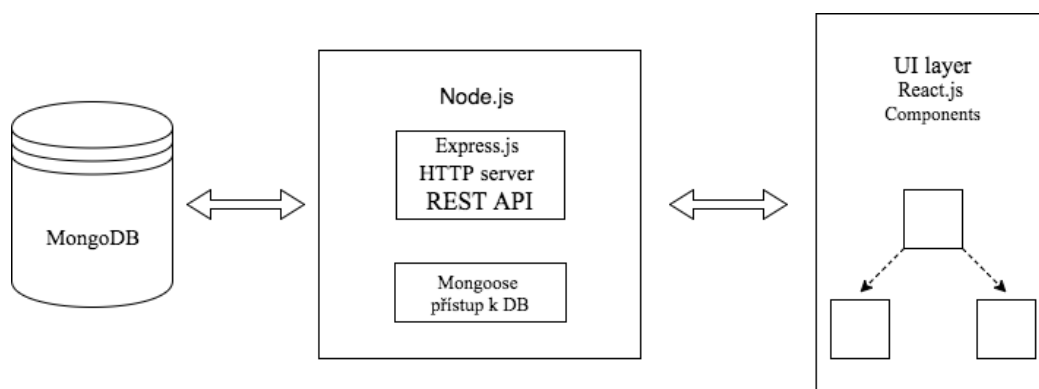 MongoDB
Node.js
Express.js
HTTP server
REST API
Mongoose
přístup k DB
UI layer
React.js
Components